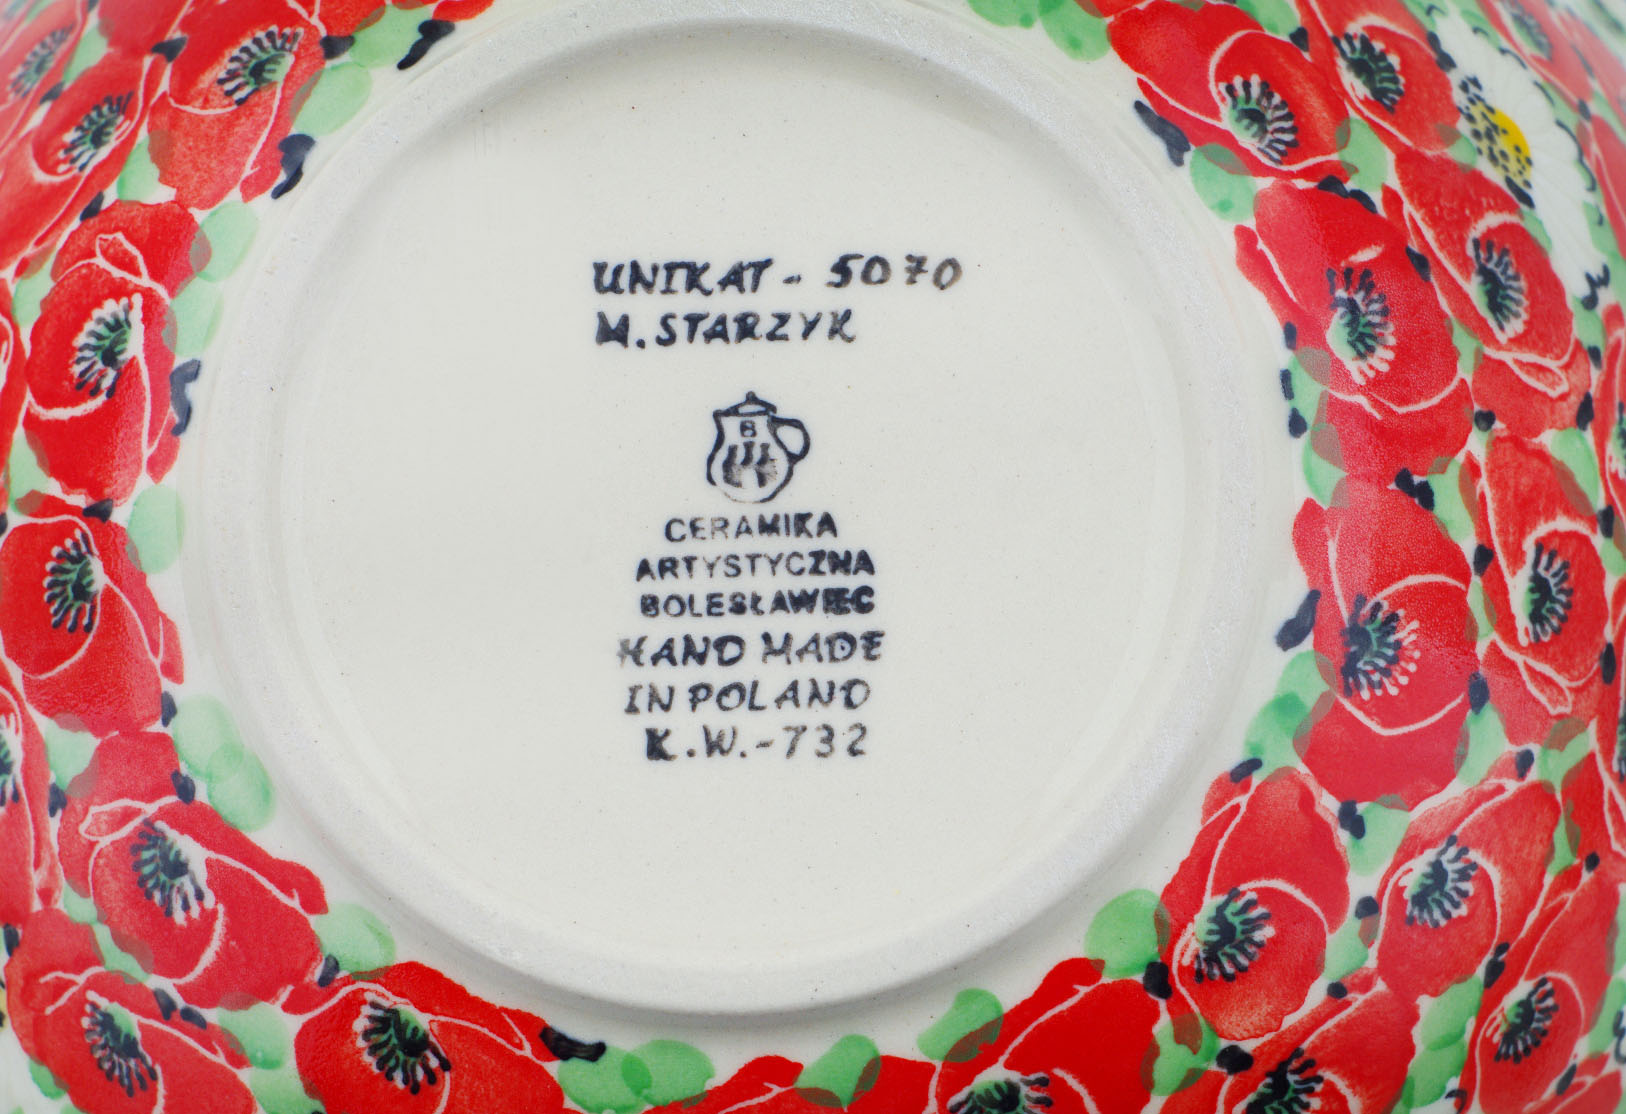 UNIKAT - 5070
M. STARZYK
B
CERAMIKA
ARTYSTYCZNA
BOLESŁAWIEC
HAND MADE
IN POLAND
K.W.-732